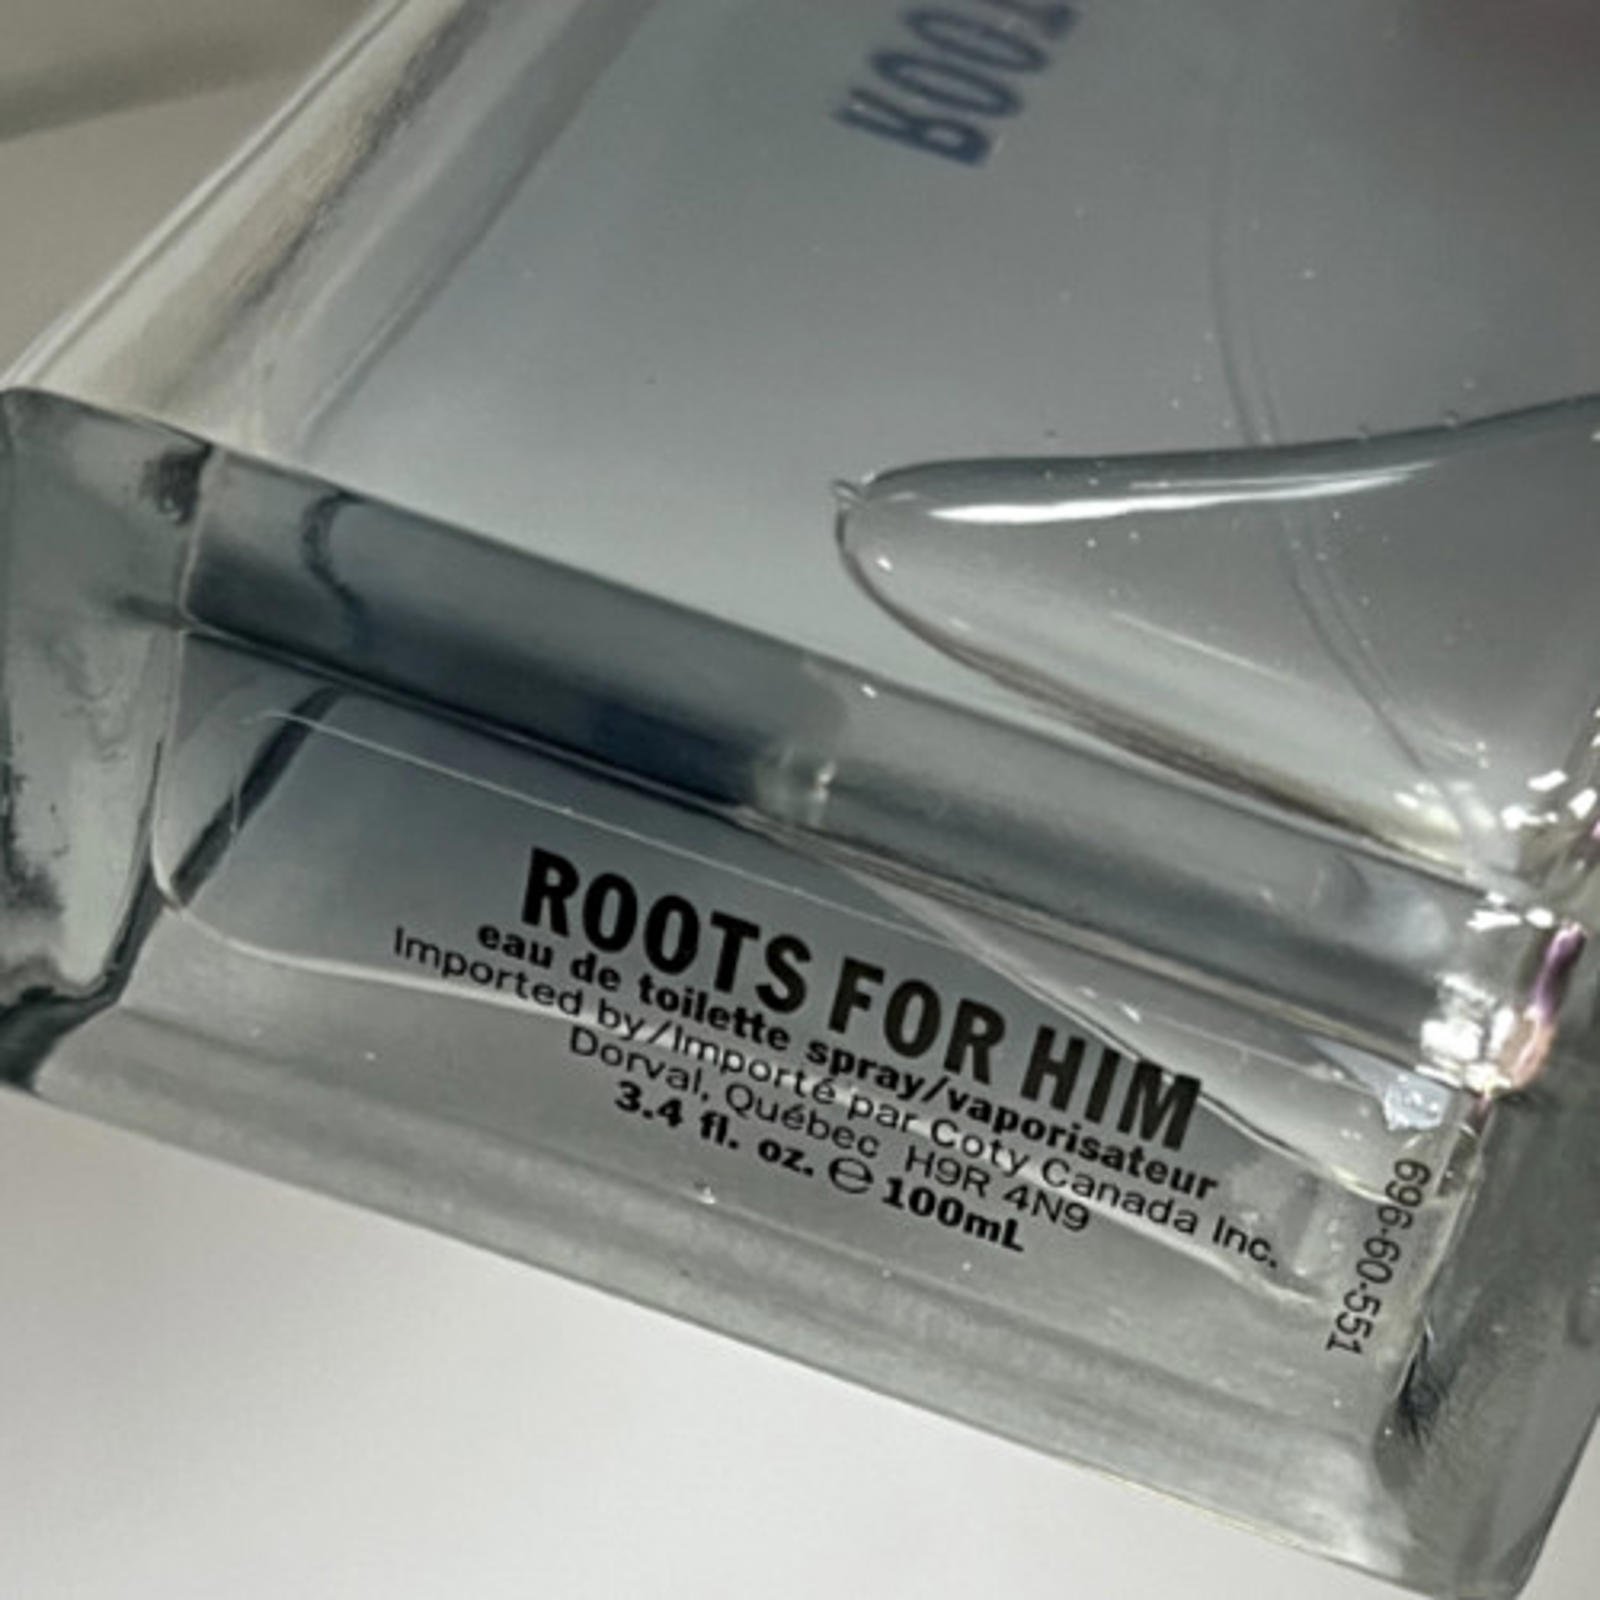 ROOT
ROOTS FOR HIM
eau de toilette spray/vaporisateur
Imported by/Importé par Coty Canada Inc.
Dorval, Québec H9R 4N9
3.4 fl. oz. ℮ 100mL
696-60-551